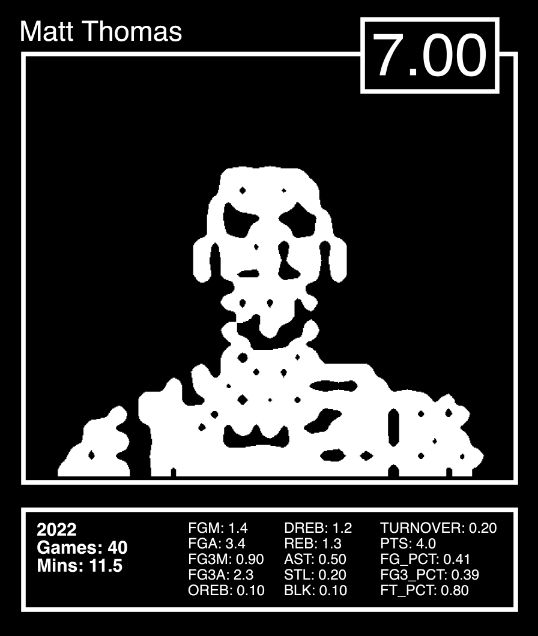 Matt Thomas
7.00
2022
Games: 40
Mins: 11.5
FGM: 1.4
FGA: 3.4
FG3M: 0.90
FG3A: 2.3
OREB: 0.10
DREB: 1.2
REB: 1.3
AST: 0.50
STL: 0.20
BLK: 0.10
TURNOVER: 0.20
PTS: 4.0
FG_PCT: 0.41
FG3_PCT: 0.39
FT_PCT: 0.80